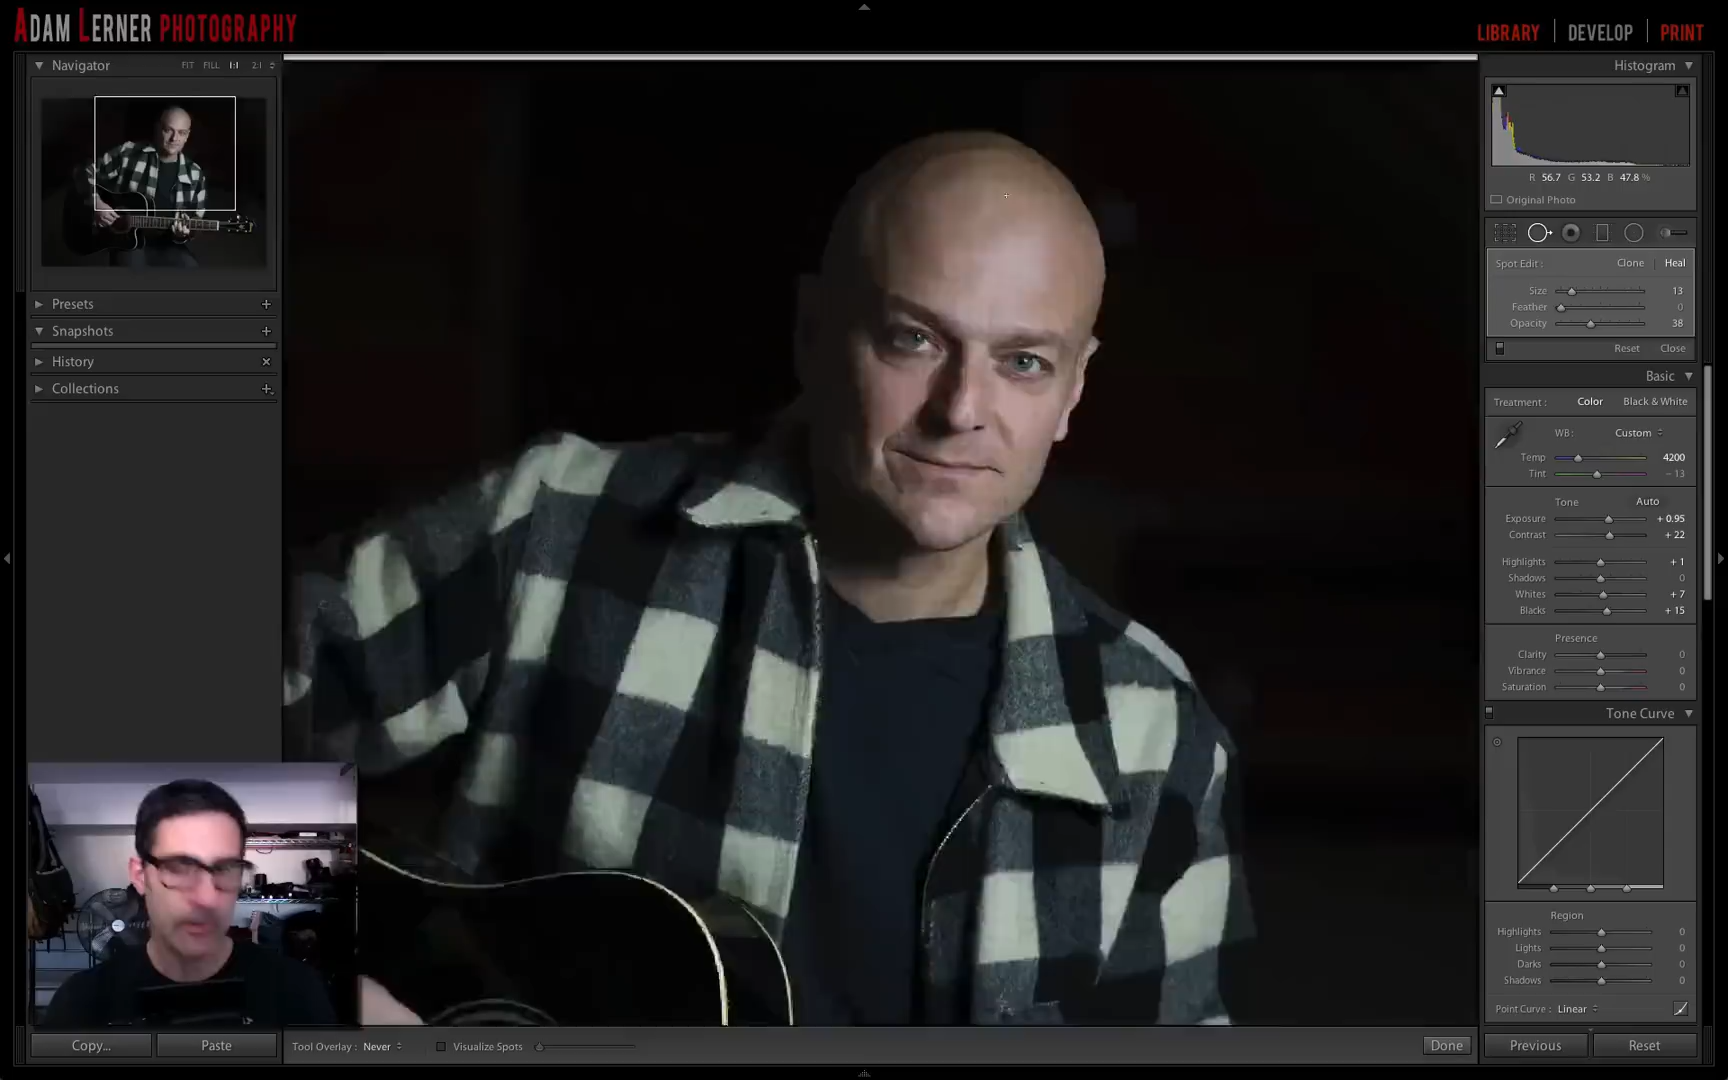 ADAM LERNER PHOTOGRAPHY
LIBRARY
DEVELOP
PRINT
Navigator
FIT
FILL
1:1
2:1
Presets
Snapshots
History
Collections
Copy...
Paste
Tool Overlay : Never
Visualize Spots
Done
Histogram
R 56.7 G 53.2 B 47.8 %
Original Photo
Spot Edit : Clone Heal
Size 13
Feather 0
Opacity 38
Reset Close
Basic
Treatment : Color Black & White
WB: Custom
Temp 4200
Tint - 13
Tone Auto
Exposure + 0.95
Contrast + 22
Highlights + 1
Shadows 0
Whites + 7
Blacks + 15
Presence
Clarity 0
Vibrance 0
Saturation 0
Tone Curve
Region
Highlights 0
Lights 0
Darks 0
Shadows 0
Point Curve : Linear
Previous
Reset